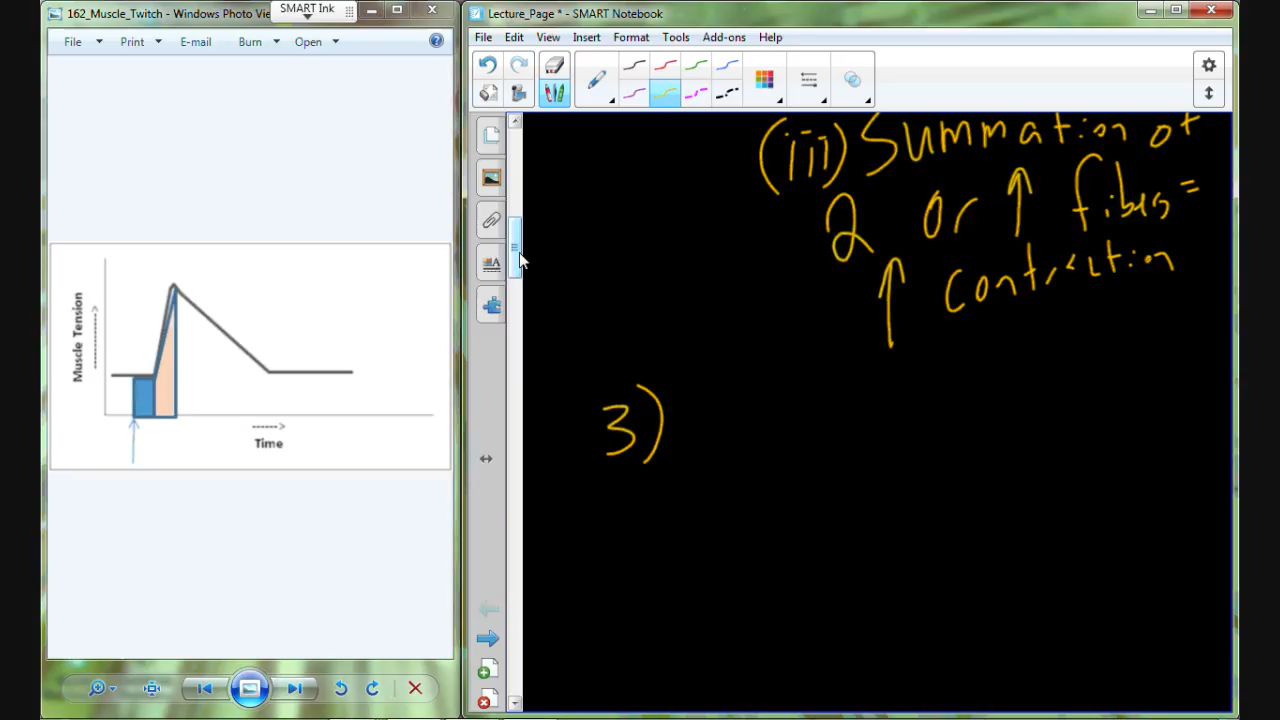 162_Muscle_Twitch - Windows Photo Vie
SMART Ink
File Print E-mail Burn Open
Muscle Tension
---->
---->
Time
Lecture_Page * - SMART Notebook
File Edit View Insert Format Tools Add-ons Help
(iii) Summation of
2 or ↑ fibers =
↑ contraction
3)